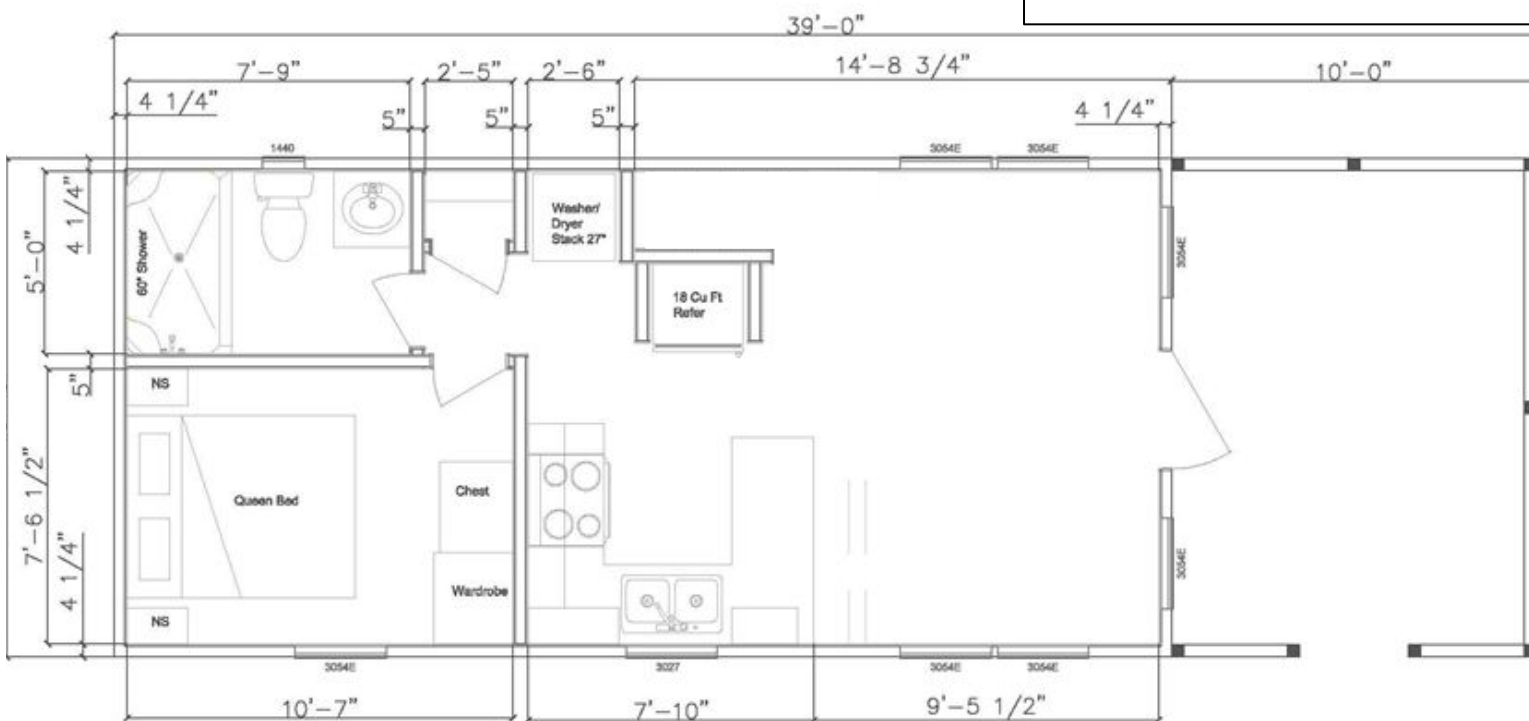 39'-0"
7'-9"
2'-5"
2'-6"
14'-8 3/4"
10'-0"
4 1/4"
5"
5"
5"
4 1/4"
1440
3054E
3054E
4 1/4"
5'-0"
60" Shower
Washer/
Dryer
Stack 27"
3054E
18 Cu Ft
Refer
5"
NS
7'-6 1/2"
Queen Bed
Chest
4 1/4"
Wardrobe
3054E
NS
3054E
3027
3054E
3054E
10'-7"
7'-10"
9'-5 1/2"